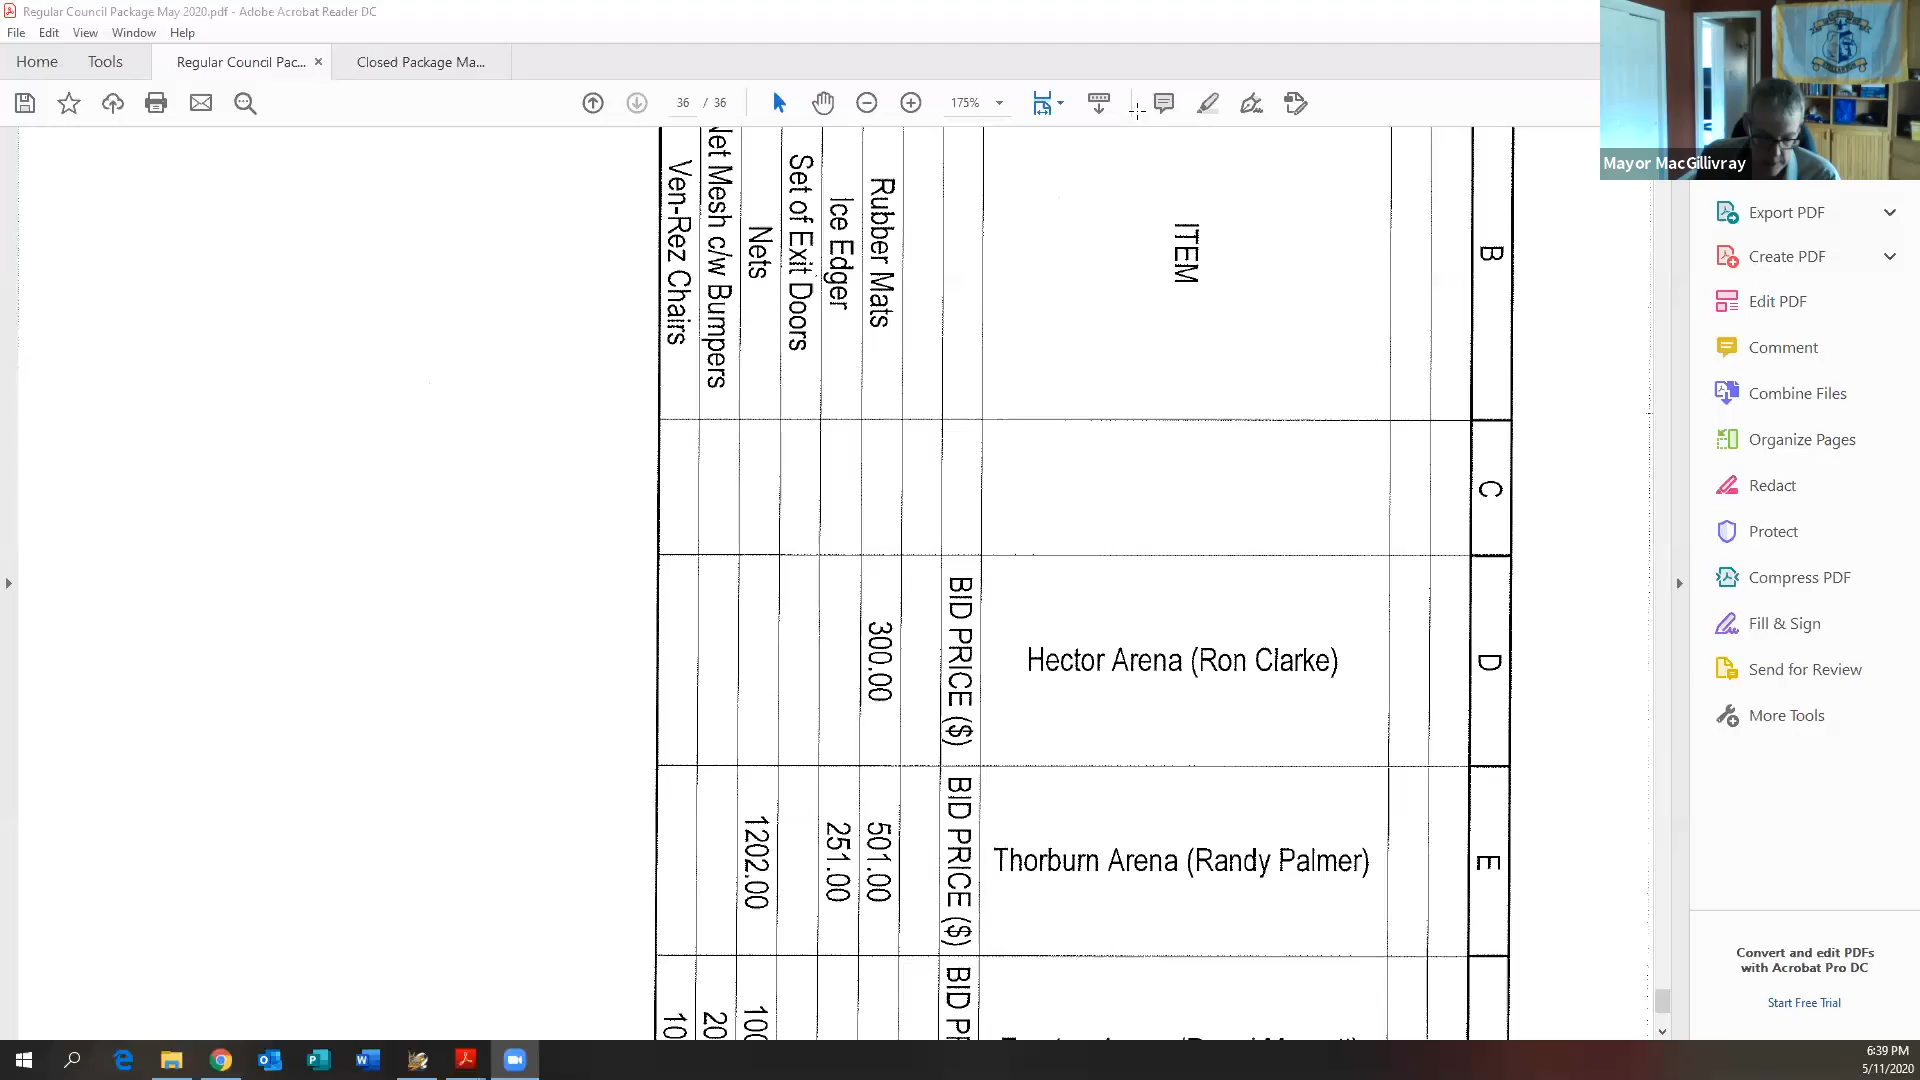 Regular Council Package May 2020.pdf - Adobe Acrobat Reader DC
File Edit View Window Help
Home Tools Regular Council Pac... × Closed Package Ma...
36 / 36 175%
Mayor MacGillivray
B C D E
ITEM
Hector Arena (Ron Clarke)
Thorburn Arena (Randy Palmer)
BID PRICE ($) BID PRICE ($) BID
Rubber Mats 300.00 501.00
Ice Edger 251.00
Set of Exit Doors
Nets 1202.00
Mesh c/w Bumpers 20
Ven-Rez Chairs 10
Export PDF
Create PDF
Edit PDF
Comment
Combine Files
Organize Pages
Redact
Protect
Compress PDF
Fill & Sign
Send for Review
More Tools
Convert and edit PDFs
with Acrobat Pro DC
Start Free Trial
6:39 PM
5/11/2020